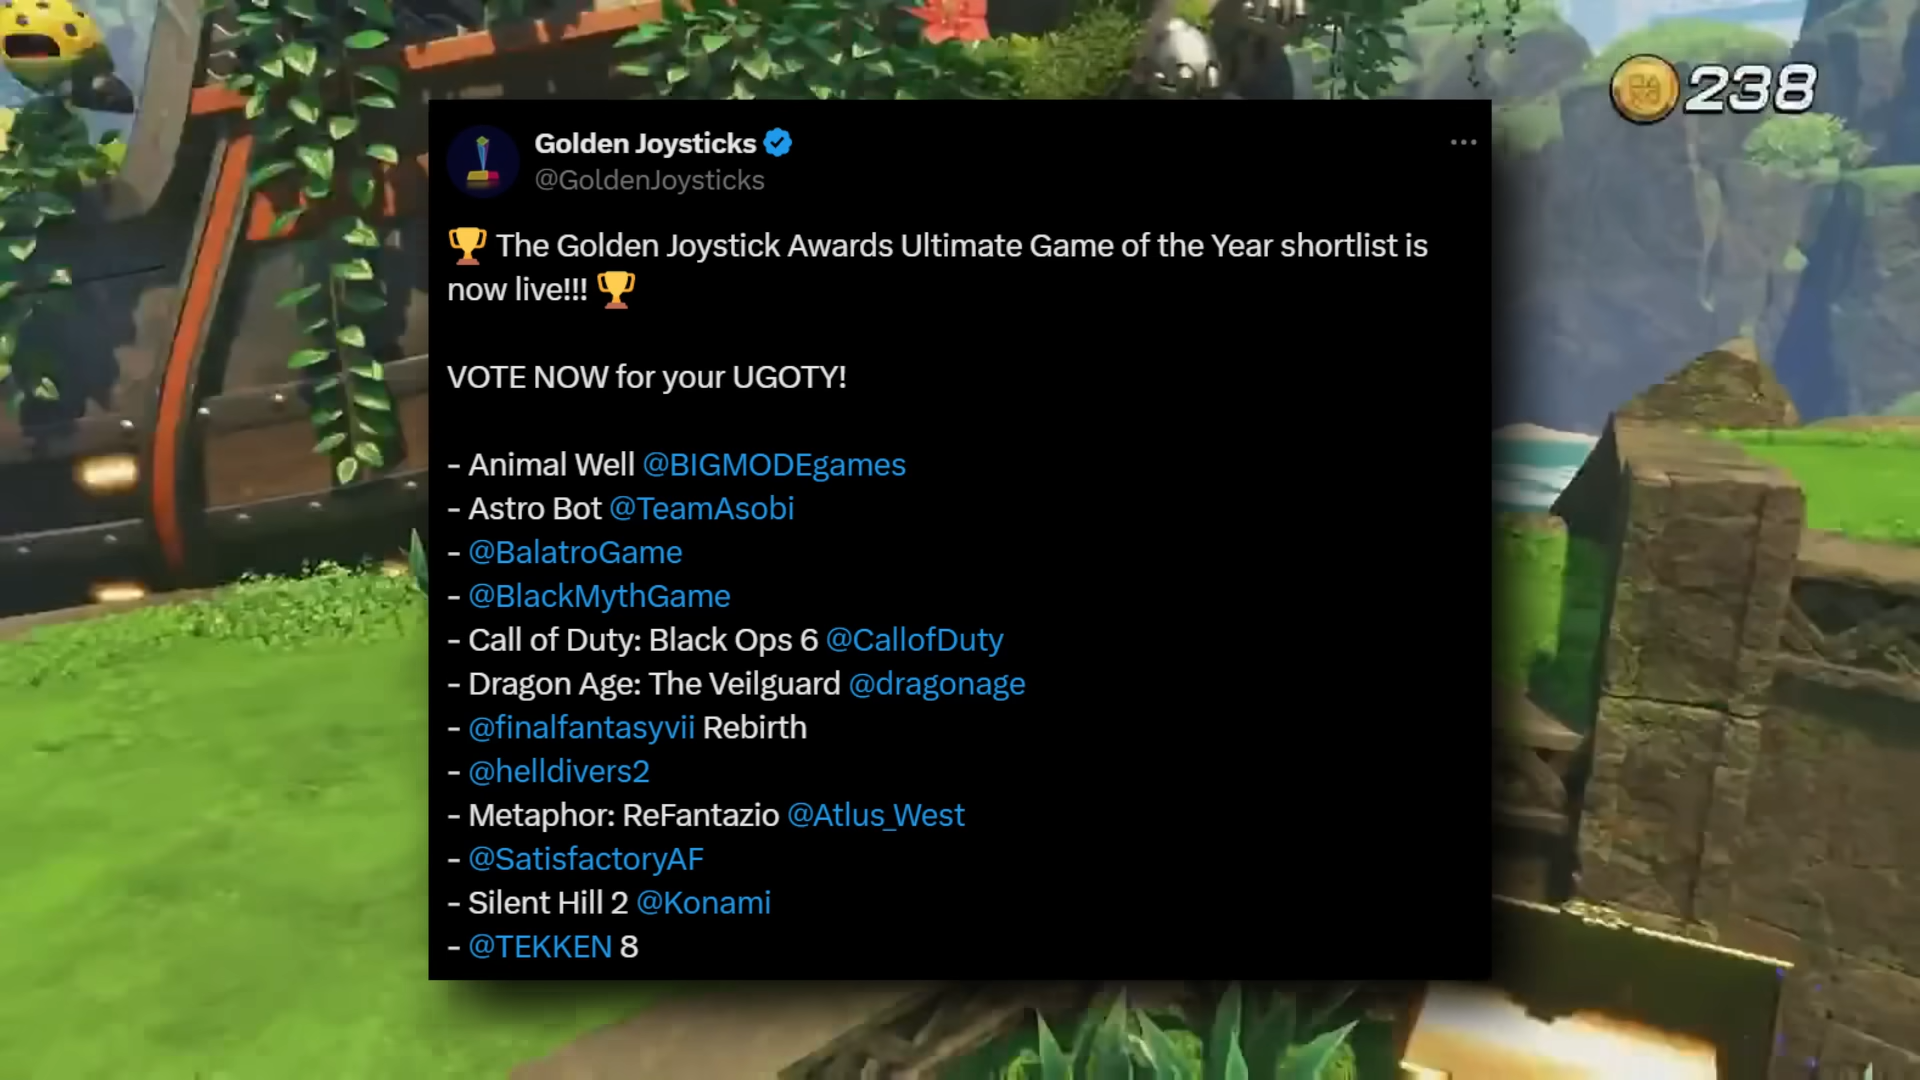 238
Golden Joysticks
@GoldenJoysticks
🏆 The Golden Joystick Awards Ultimate Game of the Year shortlist is
now live!!! 🏆
VOTE NOW for your UGOTY!
- Animal Well @BIGMODEgames
- Astro Bot @TeamAsobi
- @BalatroGame
- @BlackMythGame
- Call of Duty: Black Ops 6 @CallofDuty
- Dragon Age: The Veilguard @dragonage
- @finalfantasyvii Rebirth
- @helldivers2
- Metaphor: ReFantazio @Atlus_West
- @SatisfactoryAF
- Silent Hill 2 @Konami
- @TEKKEN 8